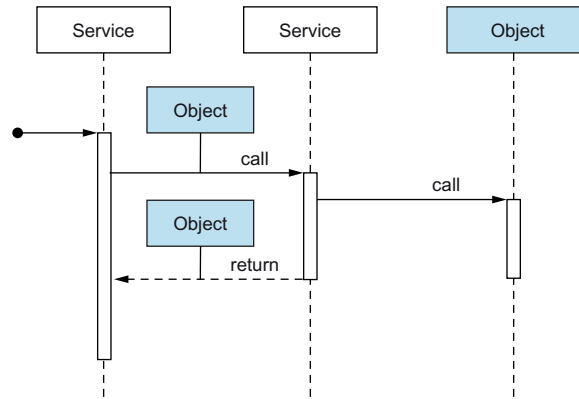 Service
Service
Object
Object
call
call
Object
return